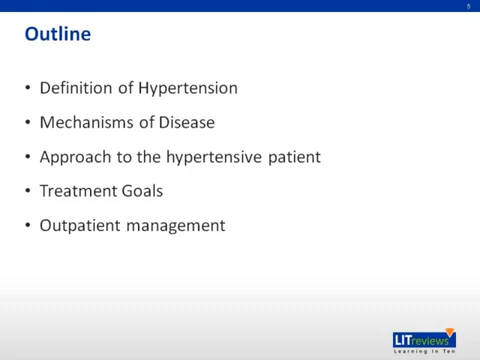 5
Outline
• Definition of Hypertension
• Mechanisms of Disease
• Approach to the hypertensive patient
• Treatment Goals
• Outpatient management
LITreviews
Learning In Ten